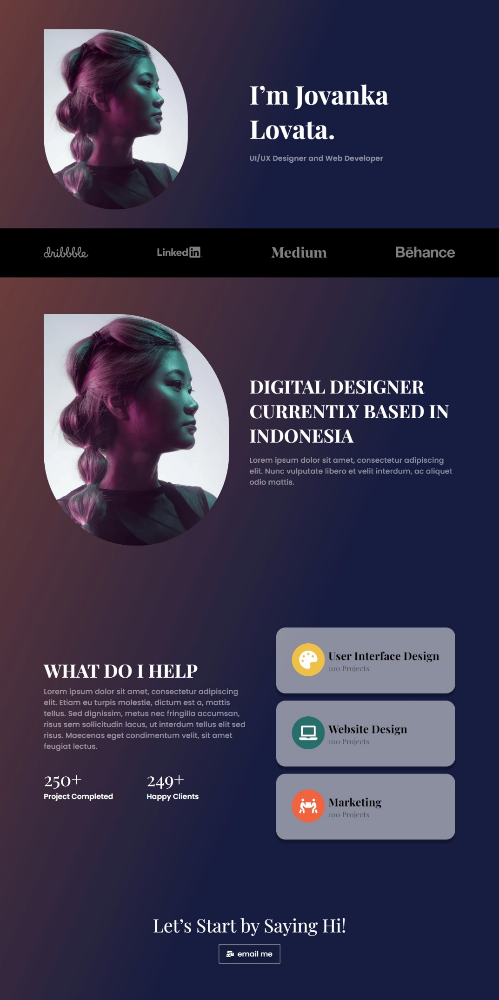 I’m Jovanka
Lovata.
UI/UX Designer and Web Developer
dribbble
Linked in
Medium
Bēhance
DIGITAL DESIGNER
CURRENTLY BASED IN
INDONESIA
Lorem ipsum dolor sit amet, consectetur adipiscing
elit. Nunc vulputate libero et velit interdum, ac aliquet
odio mattis.
WHAT DO I HELP
Lorem ipsum dolor sit amet, consectetur adipiscing
elit. Etiam eu turpis molestie, dictum est a, mattis
tellus. Sed dignissim, metus nec fringilla accumsan,
risus sem sollicitudin lacus, ut interdum tellus elit sed
risus. Maecenas eget condimentum velit, sit amet
feugiat lectus.
250+
Project Completed
249+
Happy Clients
User Interface Design
100 Projects
Website Design
100 Projects
Marketing
100 Projects
Let’s Start by Saying Hi!
email me